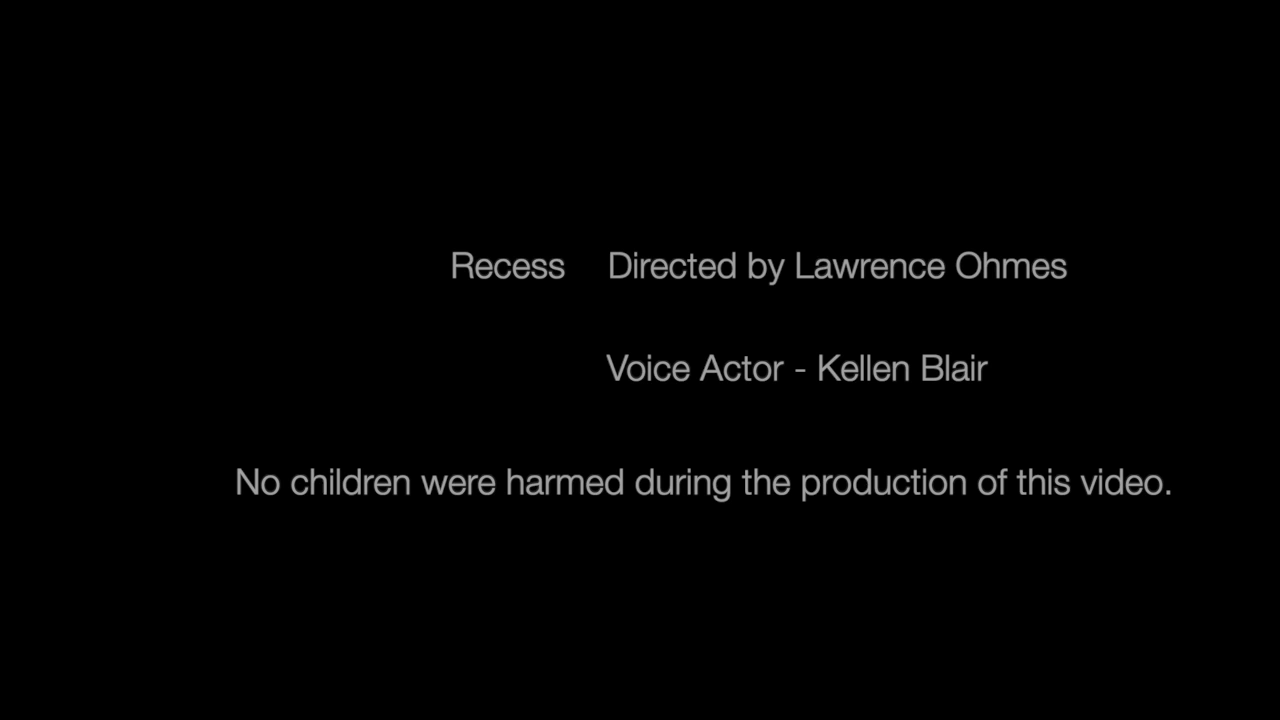 Recess Directed by Lawrence Ohmes
Voice Actor - Kellen Blair
No children were harmed during the production of this video.